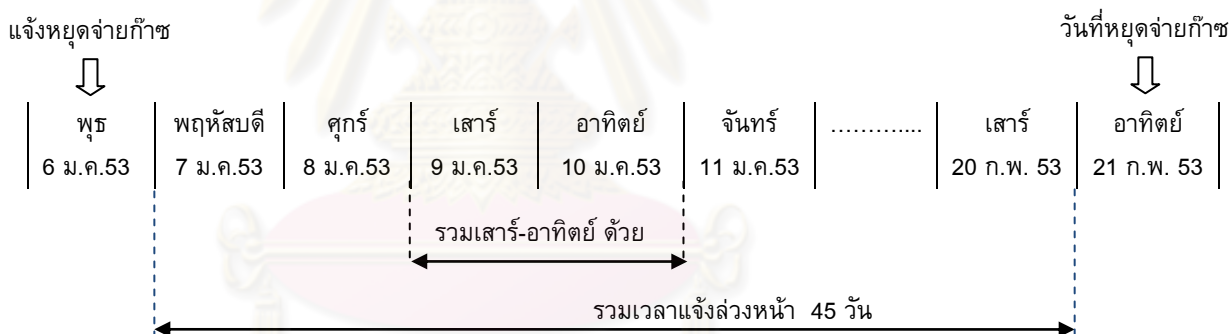 แจ้งหยุดจ่ายก๊าซ วันที่หยุดจ่ายก๊าซ
พุธ พฤหัสบดี ศุกร์ เสาร์ อาทิตย์ จันทร์ …………... เสาร์ อาทิตย์
6 ม.ค.53 7 ม.ค.53 8 ม.ค.53 9 ม.ค.53 10 ม.ค.53 11 ม.ค.53 20 ก.พ. 53 21 ก.พ. 53
รวมเสาร์-อาทิตย์ ด้วย
รวมเวลาแจ้งล่วงหน้า 45 วัน